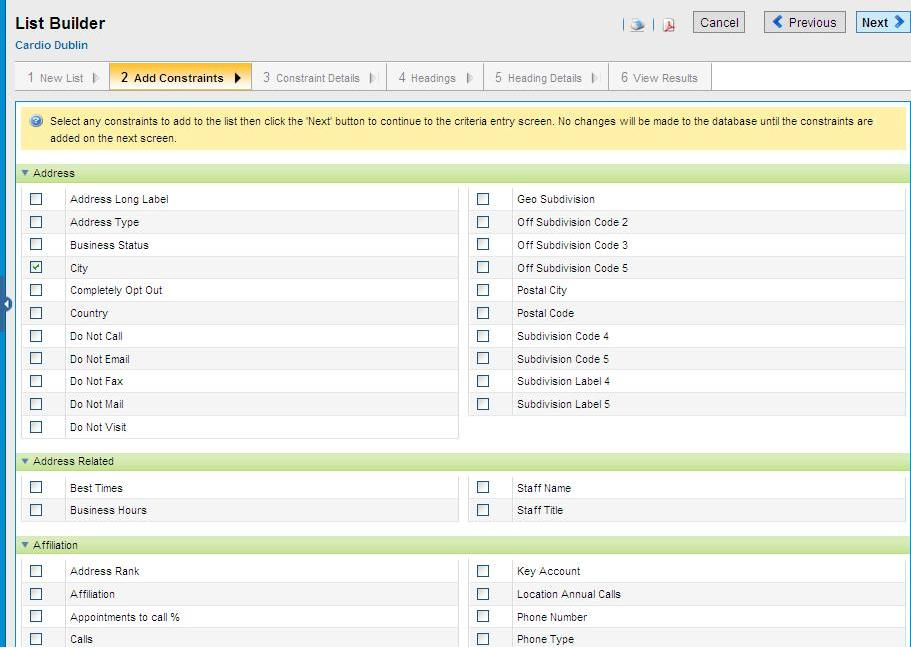 List Builder
Cardio Dublin
Cancel
Previous
Next
1 New List
2 Add Constraints
3 Constraint Details
4 Headings
5 Heading Details
6 View Results
Select any constraints to add to the list then click the 'Next' button to continue to the criteria entry screen. No changes will be made to the database until the constraints are
added on the next screen.
Address
Address Long Label
Address Type
Business Status
City
Completely Opt Out
Country
Do Not Call
Do Not Email
Do Not Fax
Do Not Mail
Do Not Visit
Geo Subdivision
Off Subdivision Code 2
Off Subdivision Code 3
Off Subdivision Code 5
Postal City
Postal Code
Subdivision Code 4
Subdivision Code 5
Subdivision Label 4
Subdivision Label 5
Address Related
Best Times
Business Hours
Staff Name
Staff Title
Affiliation
Address Rank
Affiliation
Appointments to call %
Calls
Key Account
Location Annual Calls
Phone Number
Phone Type